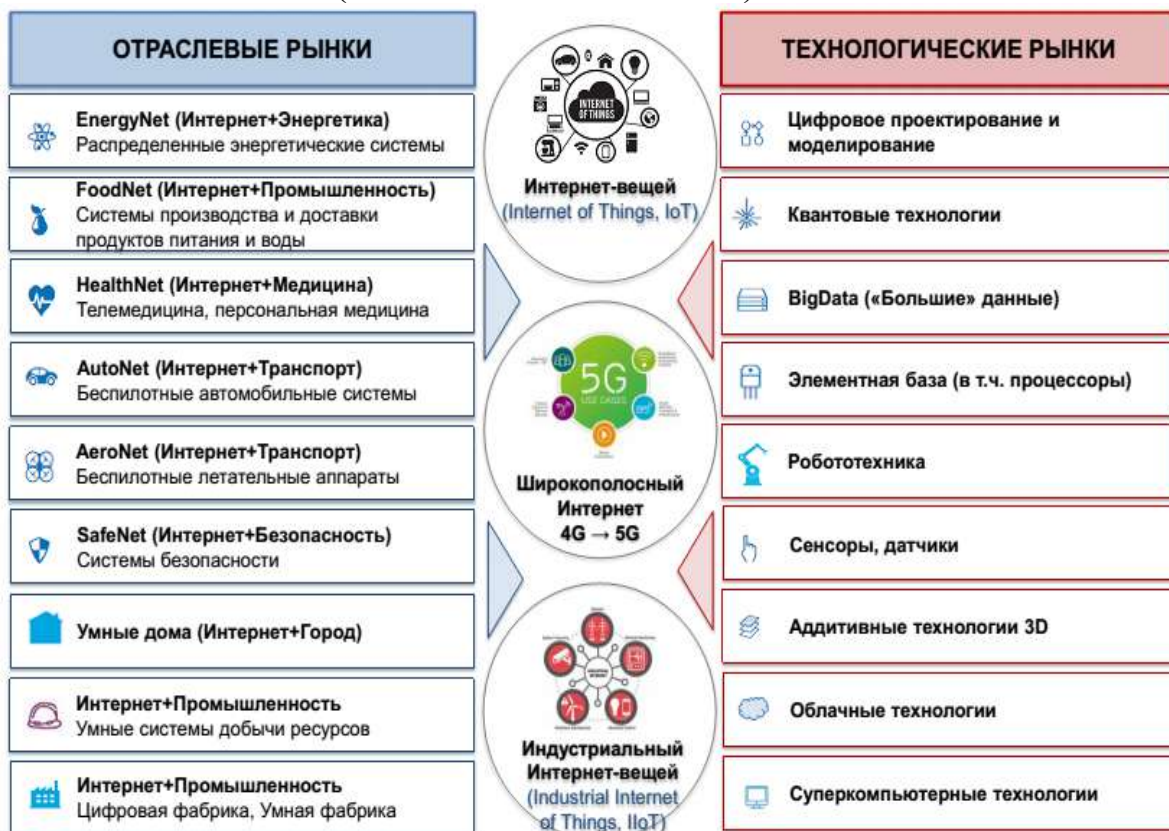 ОТРАСЛЕВЫЕ РЫНКИ
EnergyNet (Интернет+Энергетика)
Распределенные энергетические системы
FoodNet (Интернет+Промышленность)
Системы производства и доставки
продуктов питания и воды
HealthNet (Интернет+Медицина)
Телемедицина, персональная медицина
AutoNet (Интернет+Транспорт)
Беспилотные автомобильные системы
AeroNet (Интернет+Транспорт)
Беспилотные летательные аппараты
SafeNet (Интернет+Безопасность)
Системы безопасности
Умные дома (Интернет+Город)
Интернет+Промышленность
Умные системы добычи ресурсов
Интернет+Промышленность
Цифровая фабрика, Умная фабрика
INTERNET
OF THINGS
Интернет-вещей
(Internet of Things, IoT)
5G
USE CASES
Широкополосный
Интернет
4G → 5G
Индустриальный
Интернет-вещей
(Industrial Internet
of Things, IIoT)
ТЕХНОЛОГИЧЕСКИЕ РЫНКИ
Цифровое проектирование и
моделирование
Квантовые технологии
BigData («Большие» данные)
Элементная база (в т.ч. процессоры)
Робототехника
Сенсоры, датчики
Аддитивные технологии 3D
Облачные технологии
Суперкомпьютерные технологии